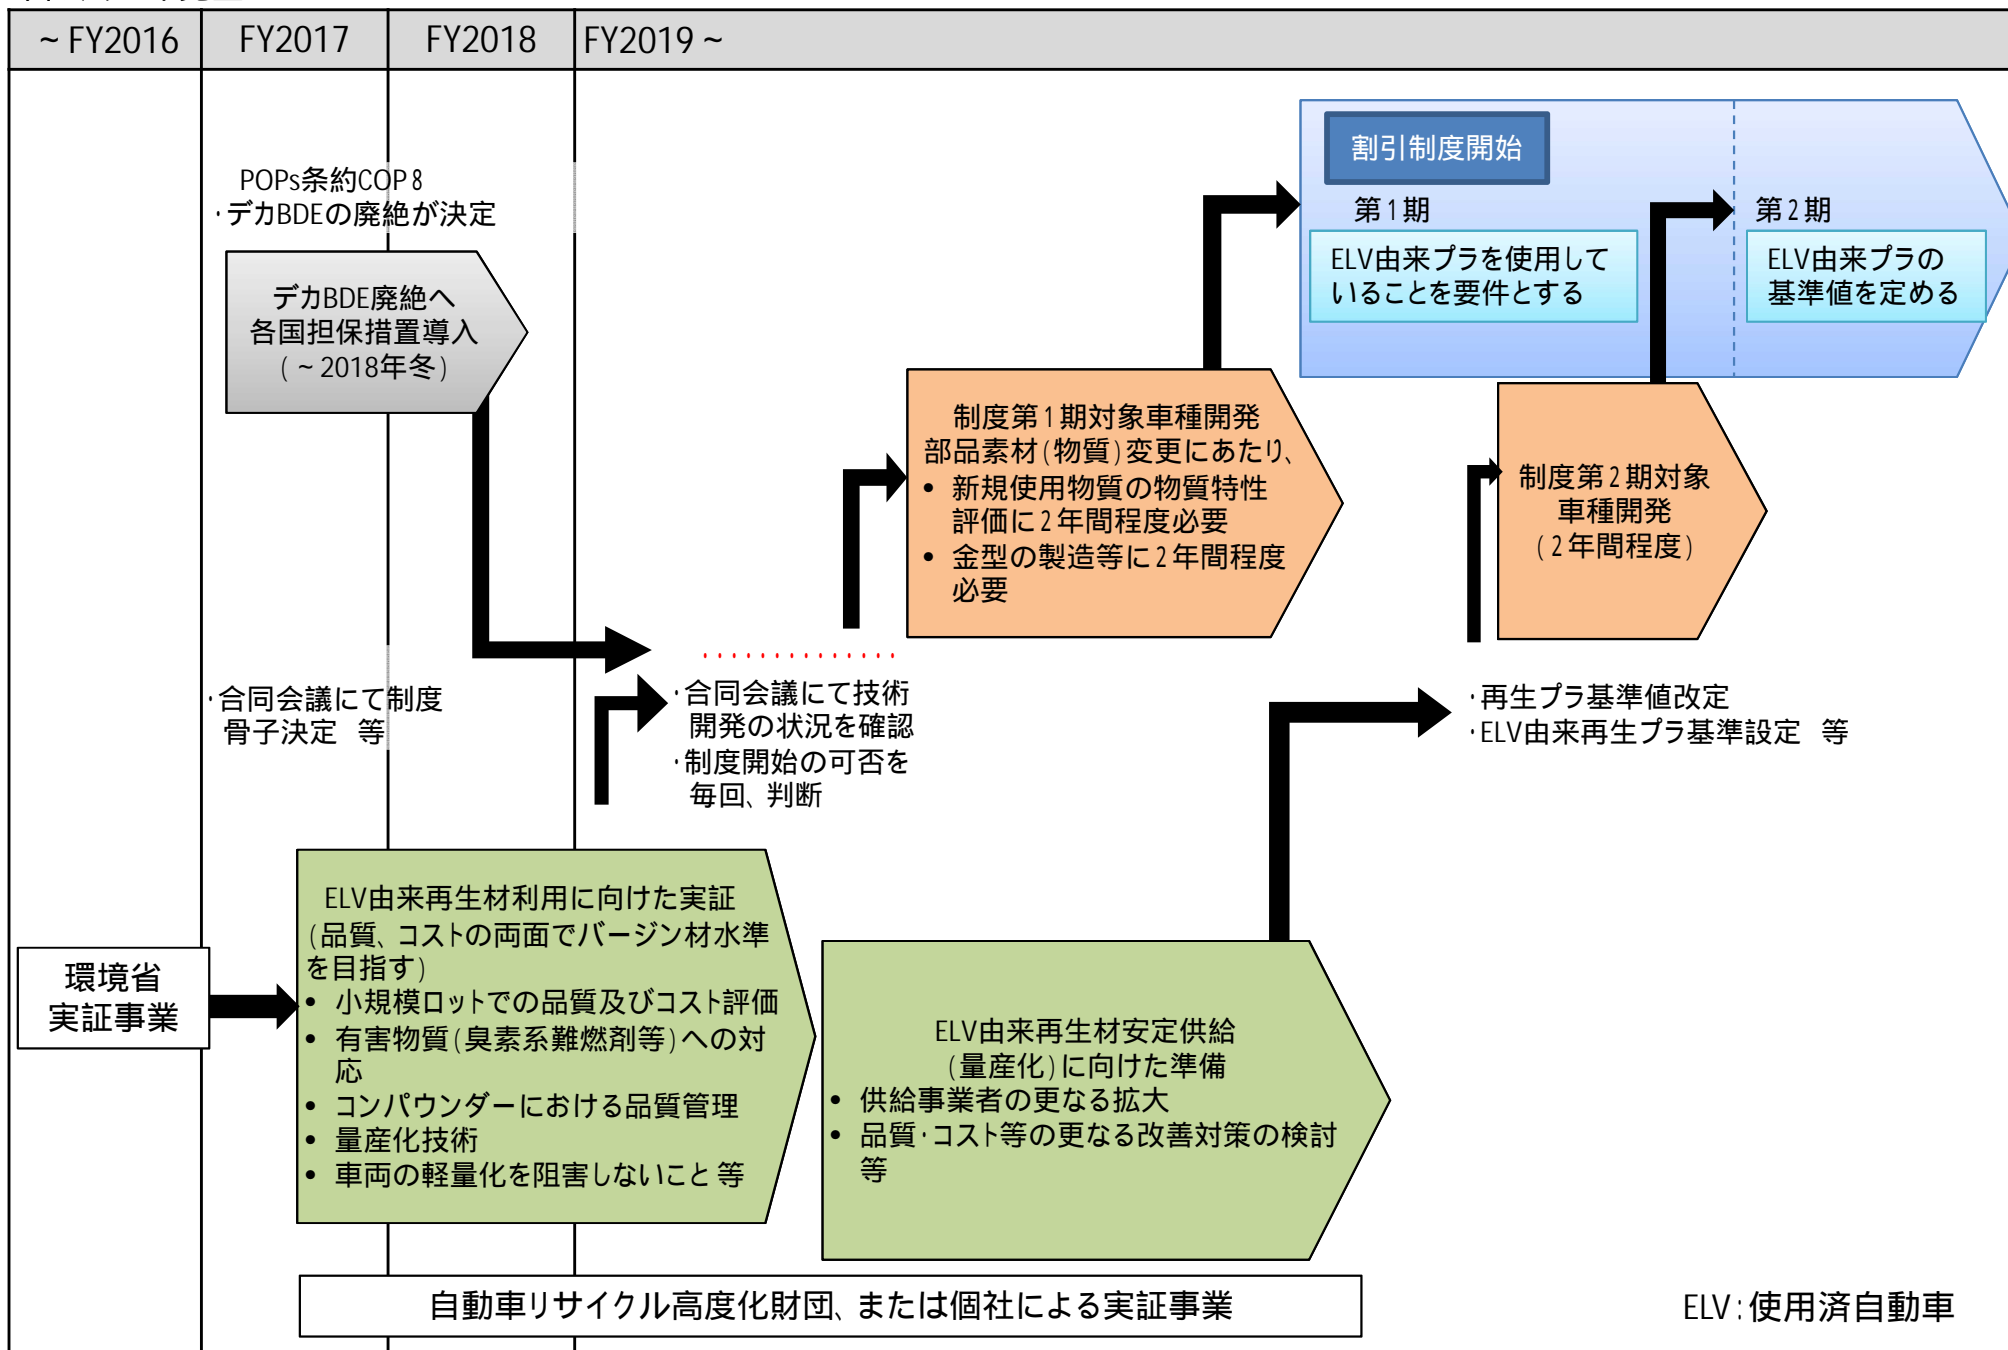 ~ FY2016
FY2017
FY2018
FY2019 ~
POPs条約COP8
・デカBDEの廃絶が決定
デカBDE廃絶へ
各国担保措置導入
(~2018年冬)
割引制度開始
第1期
ELV由来プラを使用して
いることを要件とする
第2期
ELV由来プラの
基準値を定める
制度第1期対象車種開発
部品素材(物質)変更にあたり、
• 新規使用物質の物質特性
評価に2年間程度必要
• 金型の製造等に2年間程度
必要
制度第2期対象
車種開発
(2年間程度)
・合同会議にて制度
骨子決定 等
・合同会議にて技術
開発の状況を確認
・制度開始の可否を
毎回、判断
・再生プラ基準値改定
・ELV由来再生プラ基準設定 等
環境省
実証事業
ELV由来再生材利用に向けた実証
(品質、コストの両面でバージン材水準
を目指す)
• 小規模ロットでの品質及びコスト評価
• 有害物質(臭素系難燃剤等)への対
応
• コンパウンダーにおける品質管理
• 量産化技術
• 車両の軽量化を阻害しないこと 等
ELV由来再生材安定供給
(量産化)に向けた準備
• 供給事業者の更なる拡大
• 品質・コスト等の更なる改善対策の検討
等
自動車リサイクル高度化財団、または個社による実証事業
ELV:使用済自動車